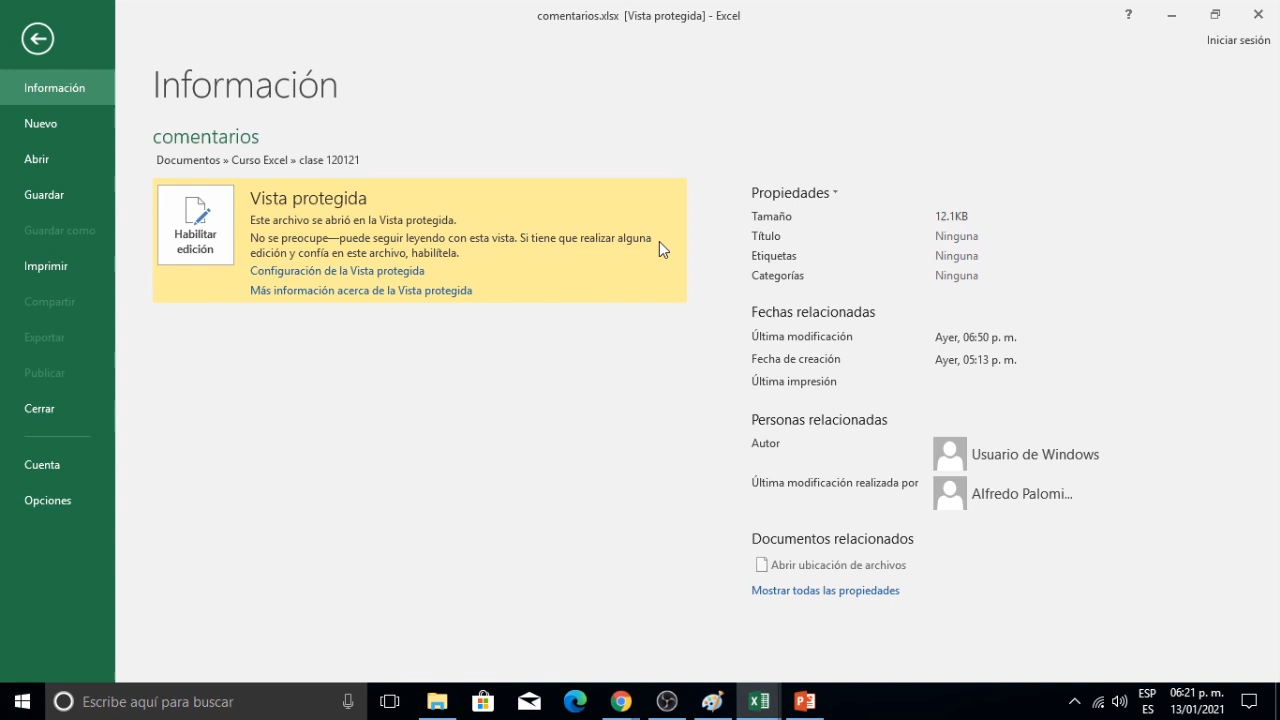 comentarios.xlsx [Vista protegida] - Excel
?
Iniciar sesión
Información
Nuevo
Abrir
Guardar
Guardar como
Imprimir
Compartir
Exportar
Publicar
Cerrar
Cuenta
Opciones
Información
comentarios
Documentos » Curso Excel » clase 120121
Habilitar
edición
Vista protegida
Este archivo se abrió en la Vista protegida.
No se preocupe—puede seguir leyendo con esta vista. Si tiene que realizar alguna
edición y confía en este archivo, habilítela.
Configuración de la Vista protegida
Más información acerca de la Vista protegida
Propiedades
Tamaño 12.1KB
Título Ninguna
Etiquetas Ninguna
Categorías Ninguna
Fechas relacionadas
Última modificación Ayer, 06:50 p. m.
Fecha de creación Ayer, 05:13 p. m.
Última impresión
Personas relacionadas
Autor Usuario de Windows
Última modificación realizada por Alfredo Palomi...
Documentos relacionados
Abrir ubicación de archivos
Mostrar todas las propiedades
Escribe aquí para buscar
ESP
ES
06:21 p. m.
13/01/2021